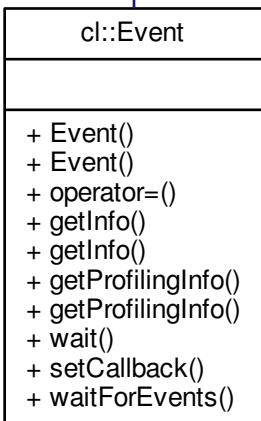 cl::Event
+ Event()
+ Event()
+ operator=()
+ getInfo()
+ getInfo()
+ getProfilingInfo()
+ getProfilingInfo()
+ wait()
+ setCallback()
+ waitForEvents()